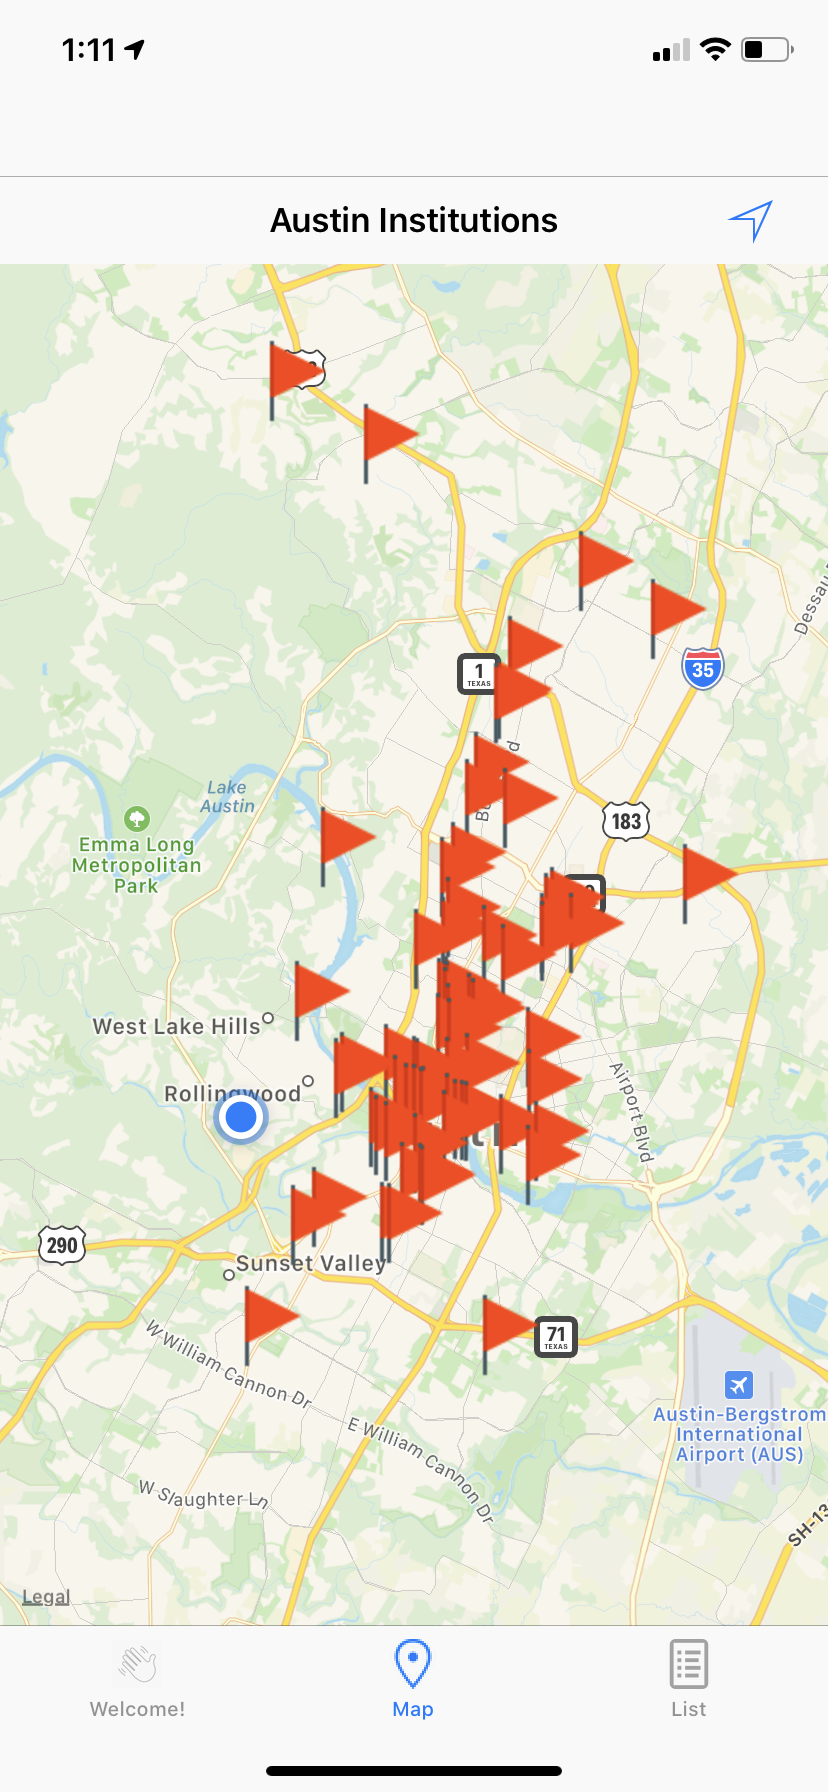 1:11
Austin Institutions
1
TEXAS
35
Dessau
Lake
Austin
183
Emma Long
Metropolitan
Park
West Lake Hills
Rollingwood
Airport Blvd
290
Sunset Valley
71
TEXAS
W William Cannon Dr
E William Cannon Dr
Austin-Bergstrom
International
Airport (AUS)
W Slaughter Ln
SH-13
Legal
Welcome!
Map
List